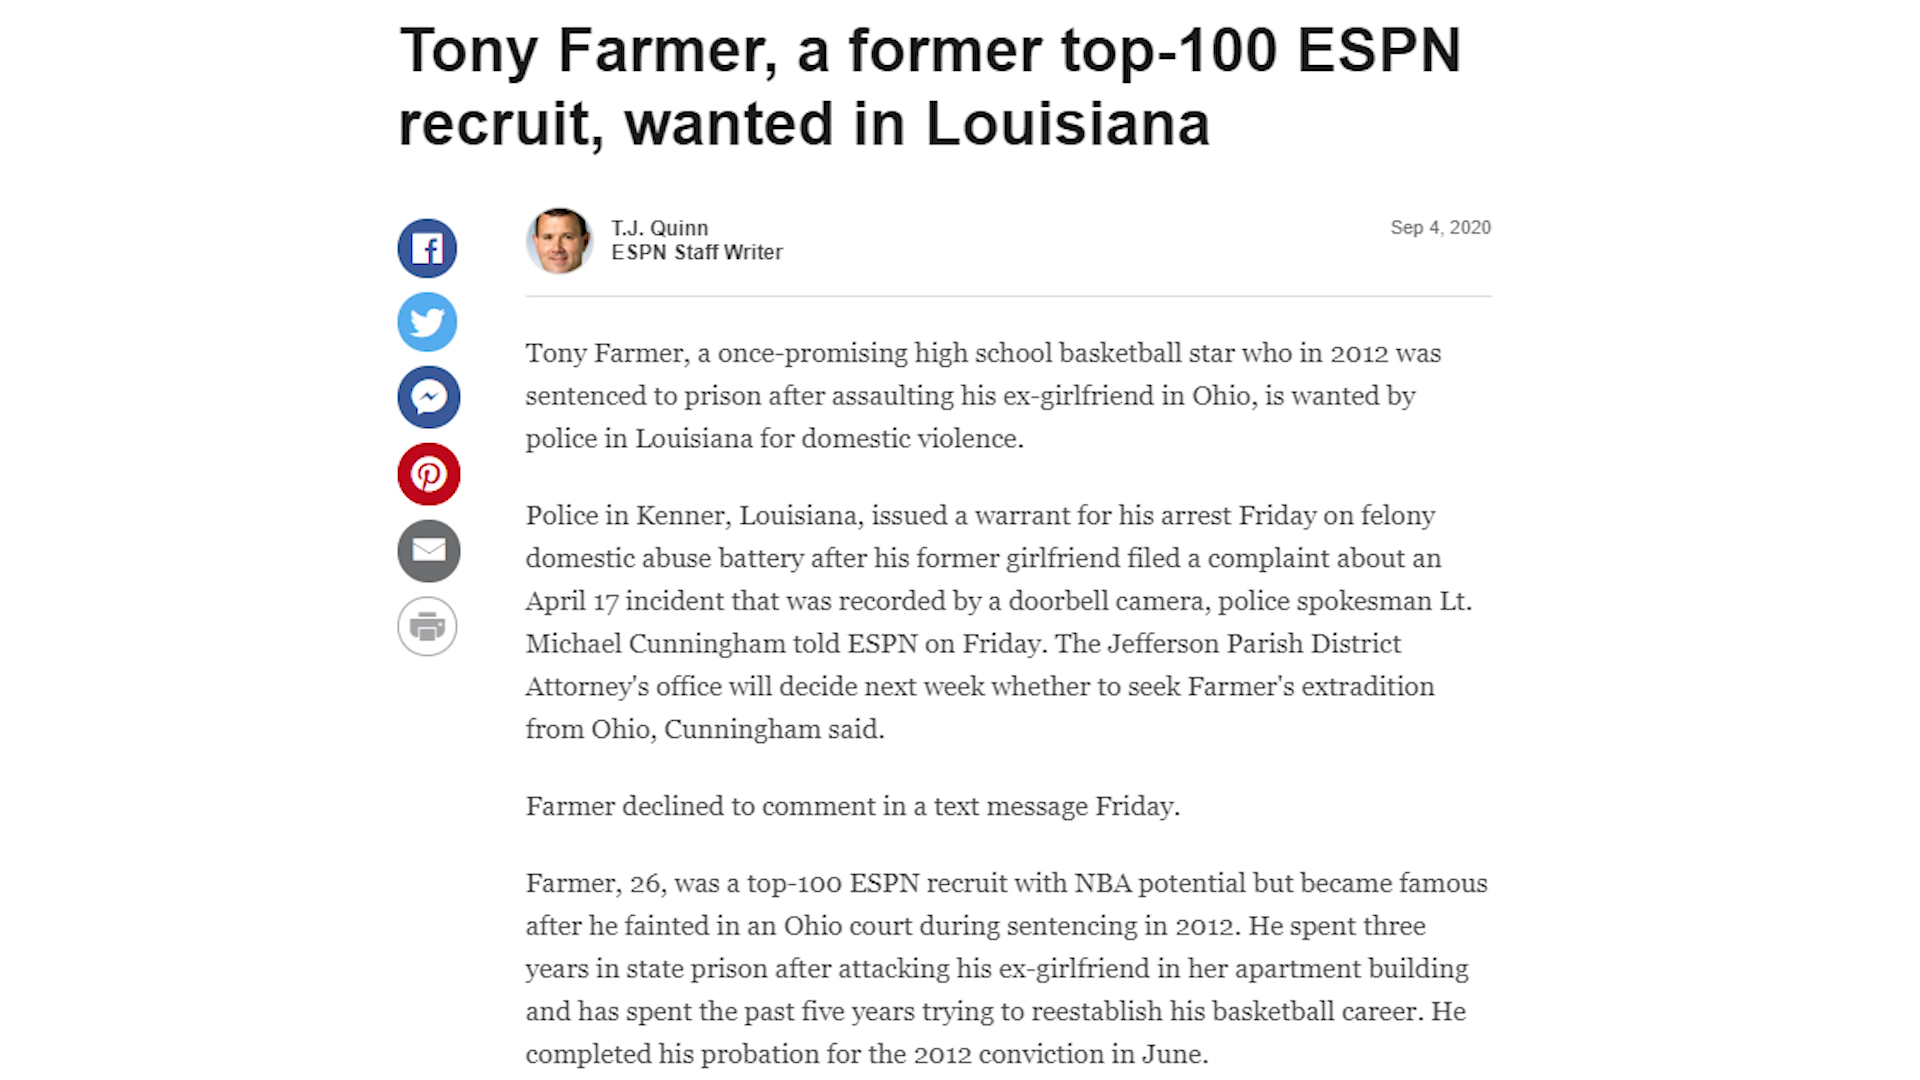 Tony Farmer, a former top-100 ESPN
recruit, wanted in Louisiana
T.J. Quinn
ESPN Staff Writer
Sep 4, 2020
Tony Farmer, a once-promising high school basketball star who in 2012 was
sentenced to prison after assaulting his ex-girlfriend in Ohio, is wanted by
police in Louisiana for domestic violence.
Police in Kenner, Louisiana, issued a warrant for his arrest Friday on felony
domestic abuse battery after his former girlfriend filed a complaint about an
April 17 incident that was recorded by a doorbell camera, police spokesman Lt.
Michael Cunningham told ESPN on Friday. The Jefferson Parish District
Attorney's office will decide next week whether to seek Farmer's extradition
from Ohio, Cunningham said.
Farmer declined to comment in a text message Friday.
Farmer, 26, was a top-100 ESPN recruit with NBA potential but became famous
after he fainted in an Ohio court during sentencing in 2012. He spent three
years in state prison after attacking his ex-girlfriend in her apartment building
and has spent the past five years trying to reestablish his basketball career. He
completed his probation for the 2012 conviction in June.